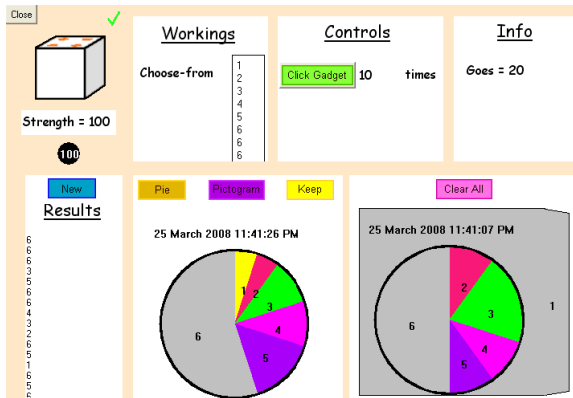 Close
Strength = 100
100
Workings
Choose-from
1
2
3
4
5
6
6
6
Controls
Click Gadget 10 times
Info
Goes = 20
New
Results
6
6
6
3
5
6
6
4
3
2
6
5
1
6
5
6
Pie Pictogram Keep
25 March 2008 11:41:26 PM
1
2
3
4
5
6
Clear All
25 March 2008 11:41:07 PM
2
3
4
5
6
1